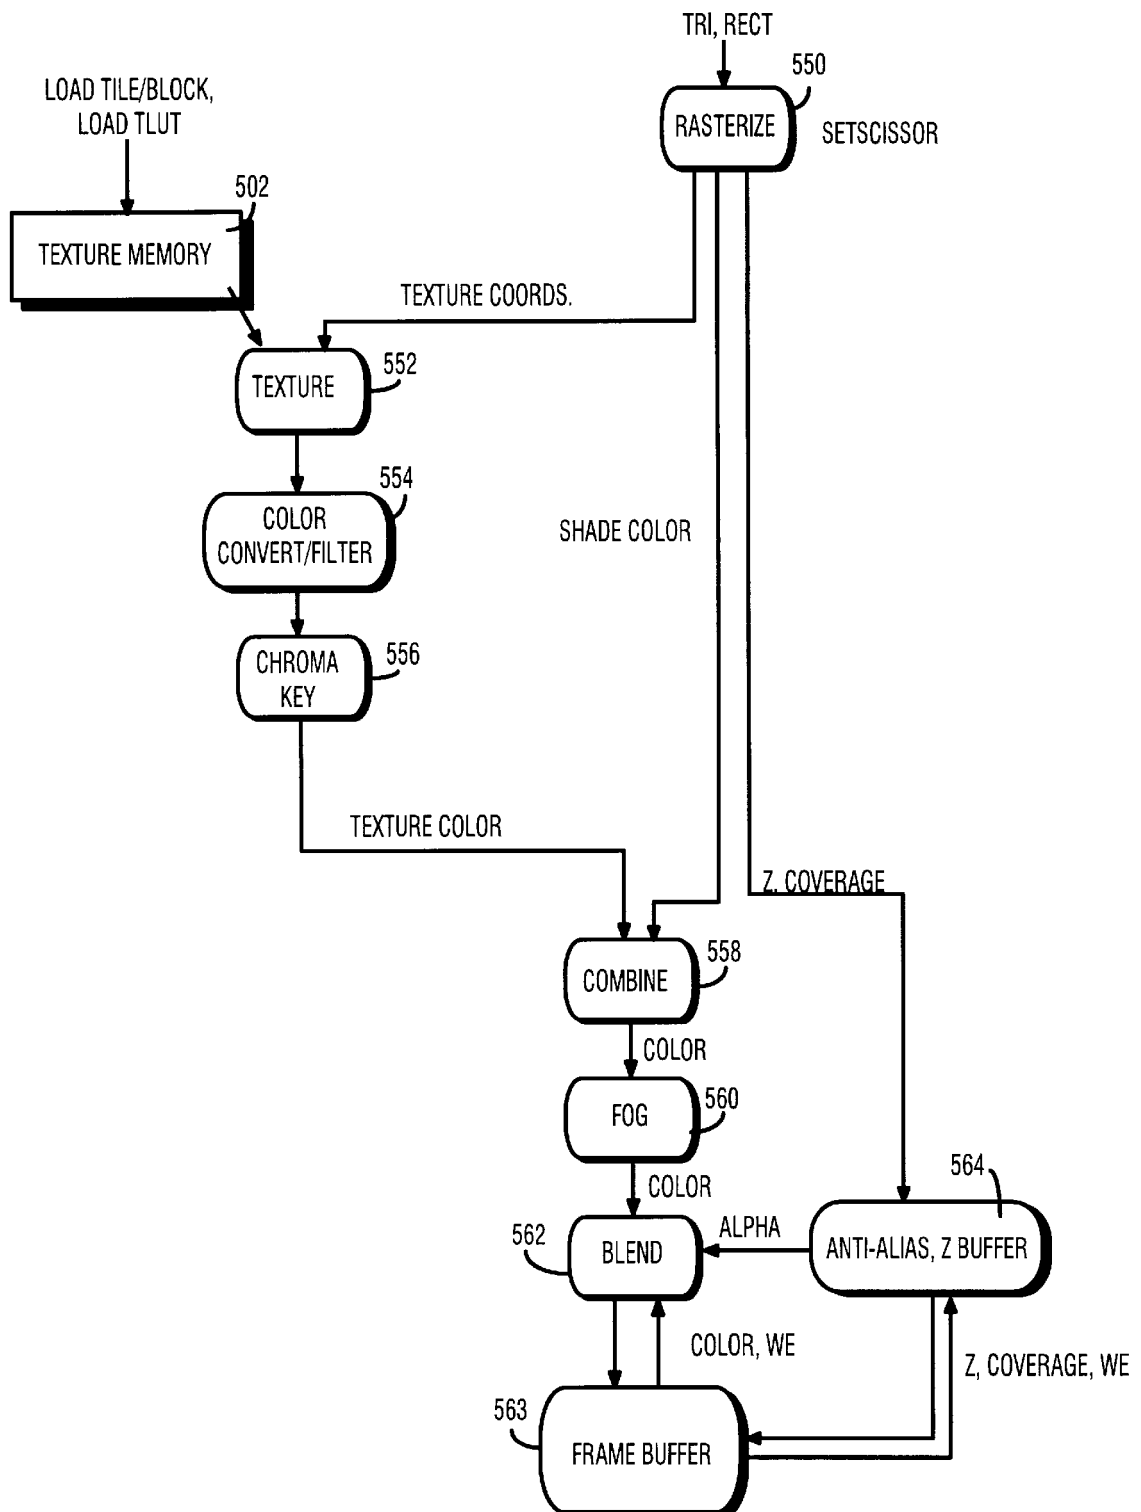 TRI, RECT
550
LOAD TILE/BLOCK,
LOAD TLUT
RASTERIZE
SETSCISSOR
502
TEXTURE MEMORY
TEXTURE COORDS.
552
TEXTURE
554
COLOR
CONVERT/FILTER
SHADE COLOR
556
CHROMA
KEY
TEXTURE COLOR
Z, COVERAGE
558
COMBINE
COLOR
560
FOG
564
COLOR
ALPHA
562
BLEND
ANTI-ALIAS, Z BUFFER
COLOR, WE
Z, COVERAGE, WE
563
FRAME BUFFER